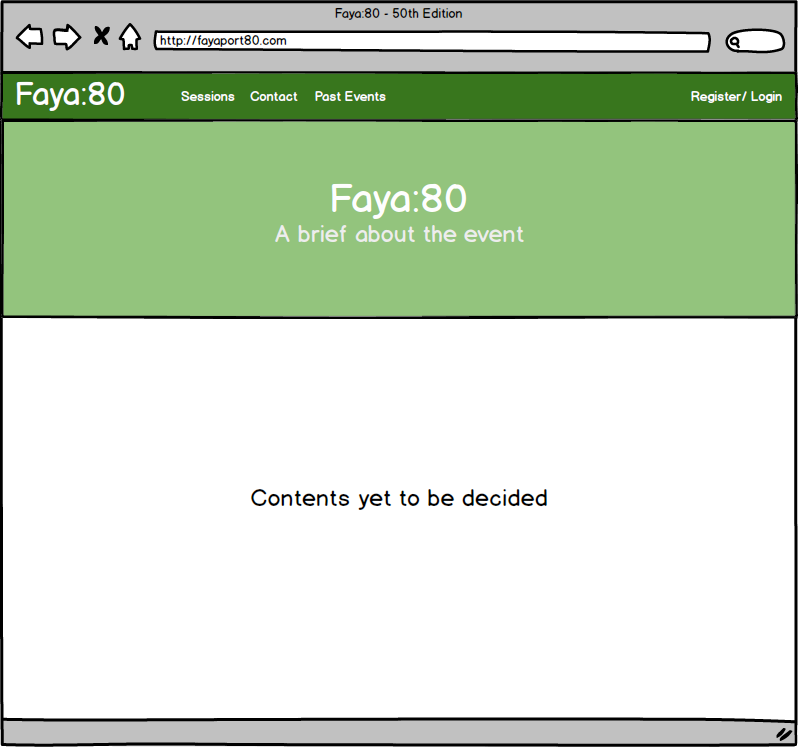 Faya:80 - 50th Edition
http://fayaport80.com
Faya:80 Sessions Contact Past Events Register/ Login
Faya:80
A brief about the event
Contents yet to be decided